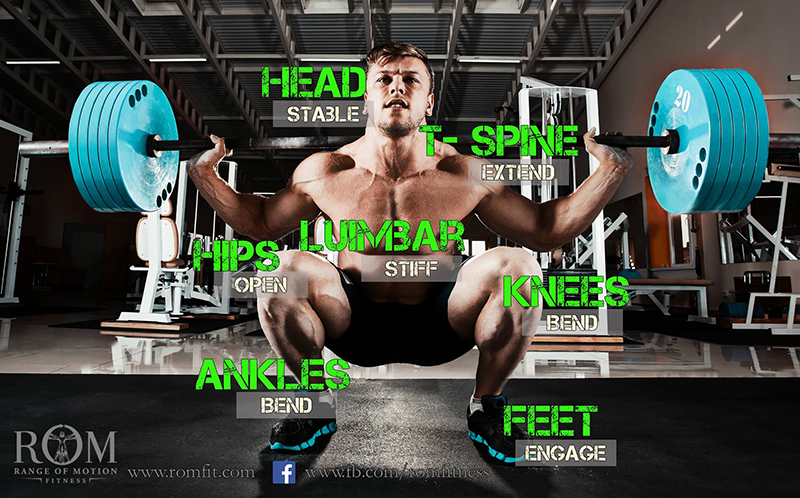 HEAD
STABLE
20
T- SPINE
EXTEND
LUMBAR
STIFF
HIPS
OPEN
KNEES
BEND
ANKLES
BEND
FEET
ENGAGE
ROM
RANGE OF MOTION
FITNESS
www.romfit.com f www.fb.com/romfitness